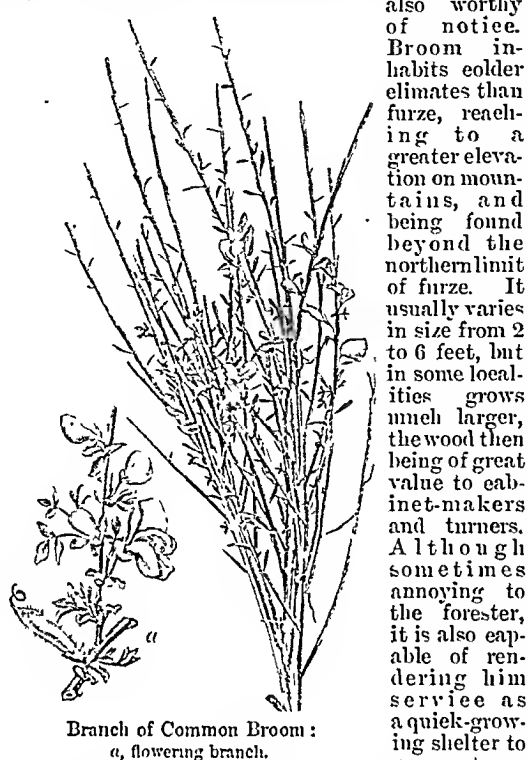 also worthy
of notice.
Broom in-
habits colder
climates than
furze, reach-
ing to a
greater eleva-
tion on moun-
tains, and
being found
beyond the
northern limit
of furze. It
usually varies
in size from 2
to 6 feet, but
in some local-
ities grows
much larger,
the wood then
being of great
value to cab-
inet-makers
and turners.
Although
sometimes
annoying to
the forester,
it is also cap-
able of ren-
dering him
service as
a quick-grow-
ing shelter to
a
Branch of Common Broom:
a, flowering branch.